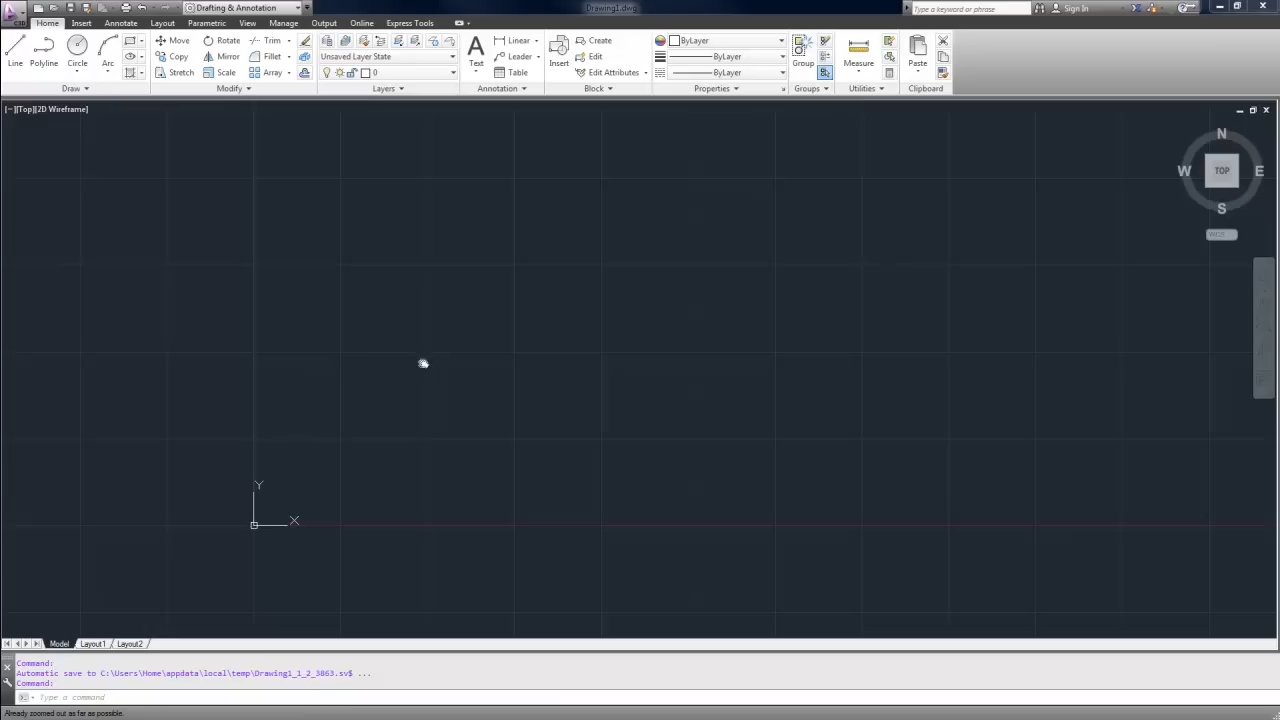 Drafting & Annotation
Drawing1.dwg
Type a keyword or phrase
Sign In
Home Insert Annotate Layout Parametric View Manage Output Online Express Tools
Line
Polyline
Circle
Arc
Draw
Move
Rotate
Trim
Copy
Mirror
Fillet
Stretch
Scale
Array
Modify
Unsaved Layer State
0
Layers
Text
Linear
Leader
Table
Annotation
Insert
Create
Edit
Edit Attributes
Block
ByLayer
ByLayer
ByLayer
Properties
Group
Groups
Measure
Utilities
Paste
Clipboard
[−][Top][2D Wireframe]
N
W
TOP
E
S
Y
X
Model Layout1 Layout2
Command:
Automatic save to C:\Users\Home\appdata\local\temp\Drawing1_1_2_3863.sv$ ...
Command:
Type a command
Already zoomed out as far as possible.